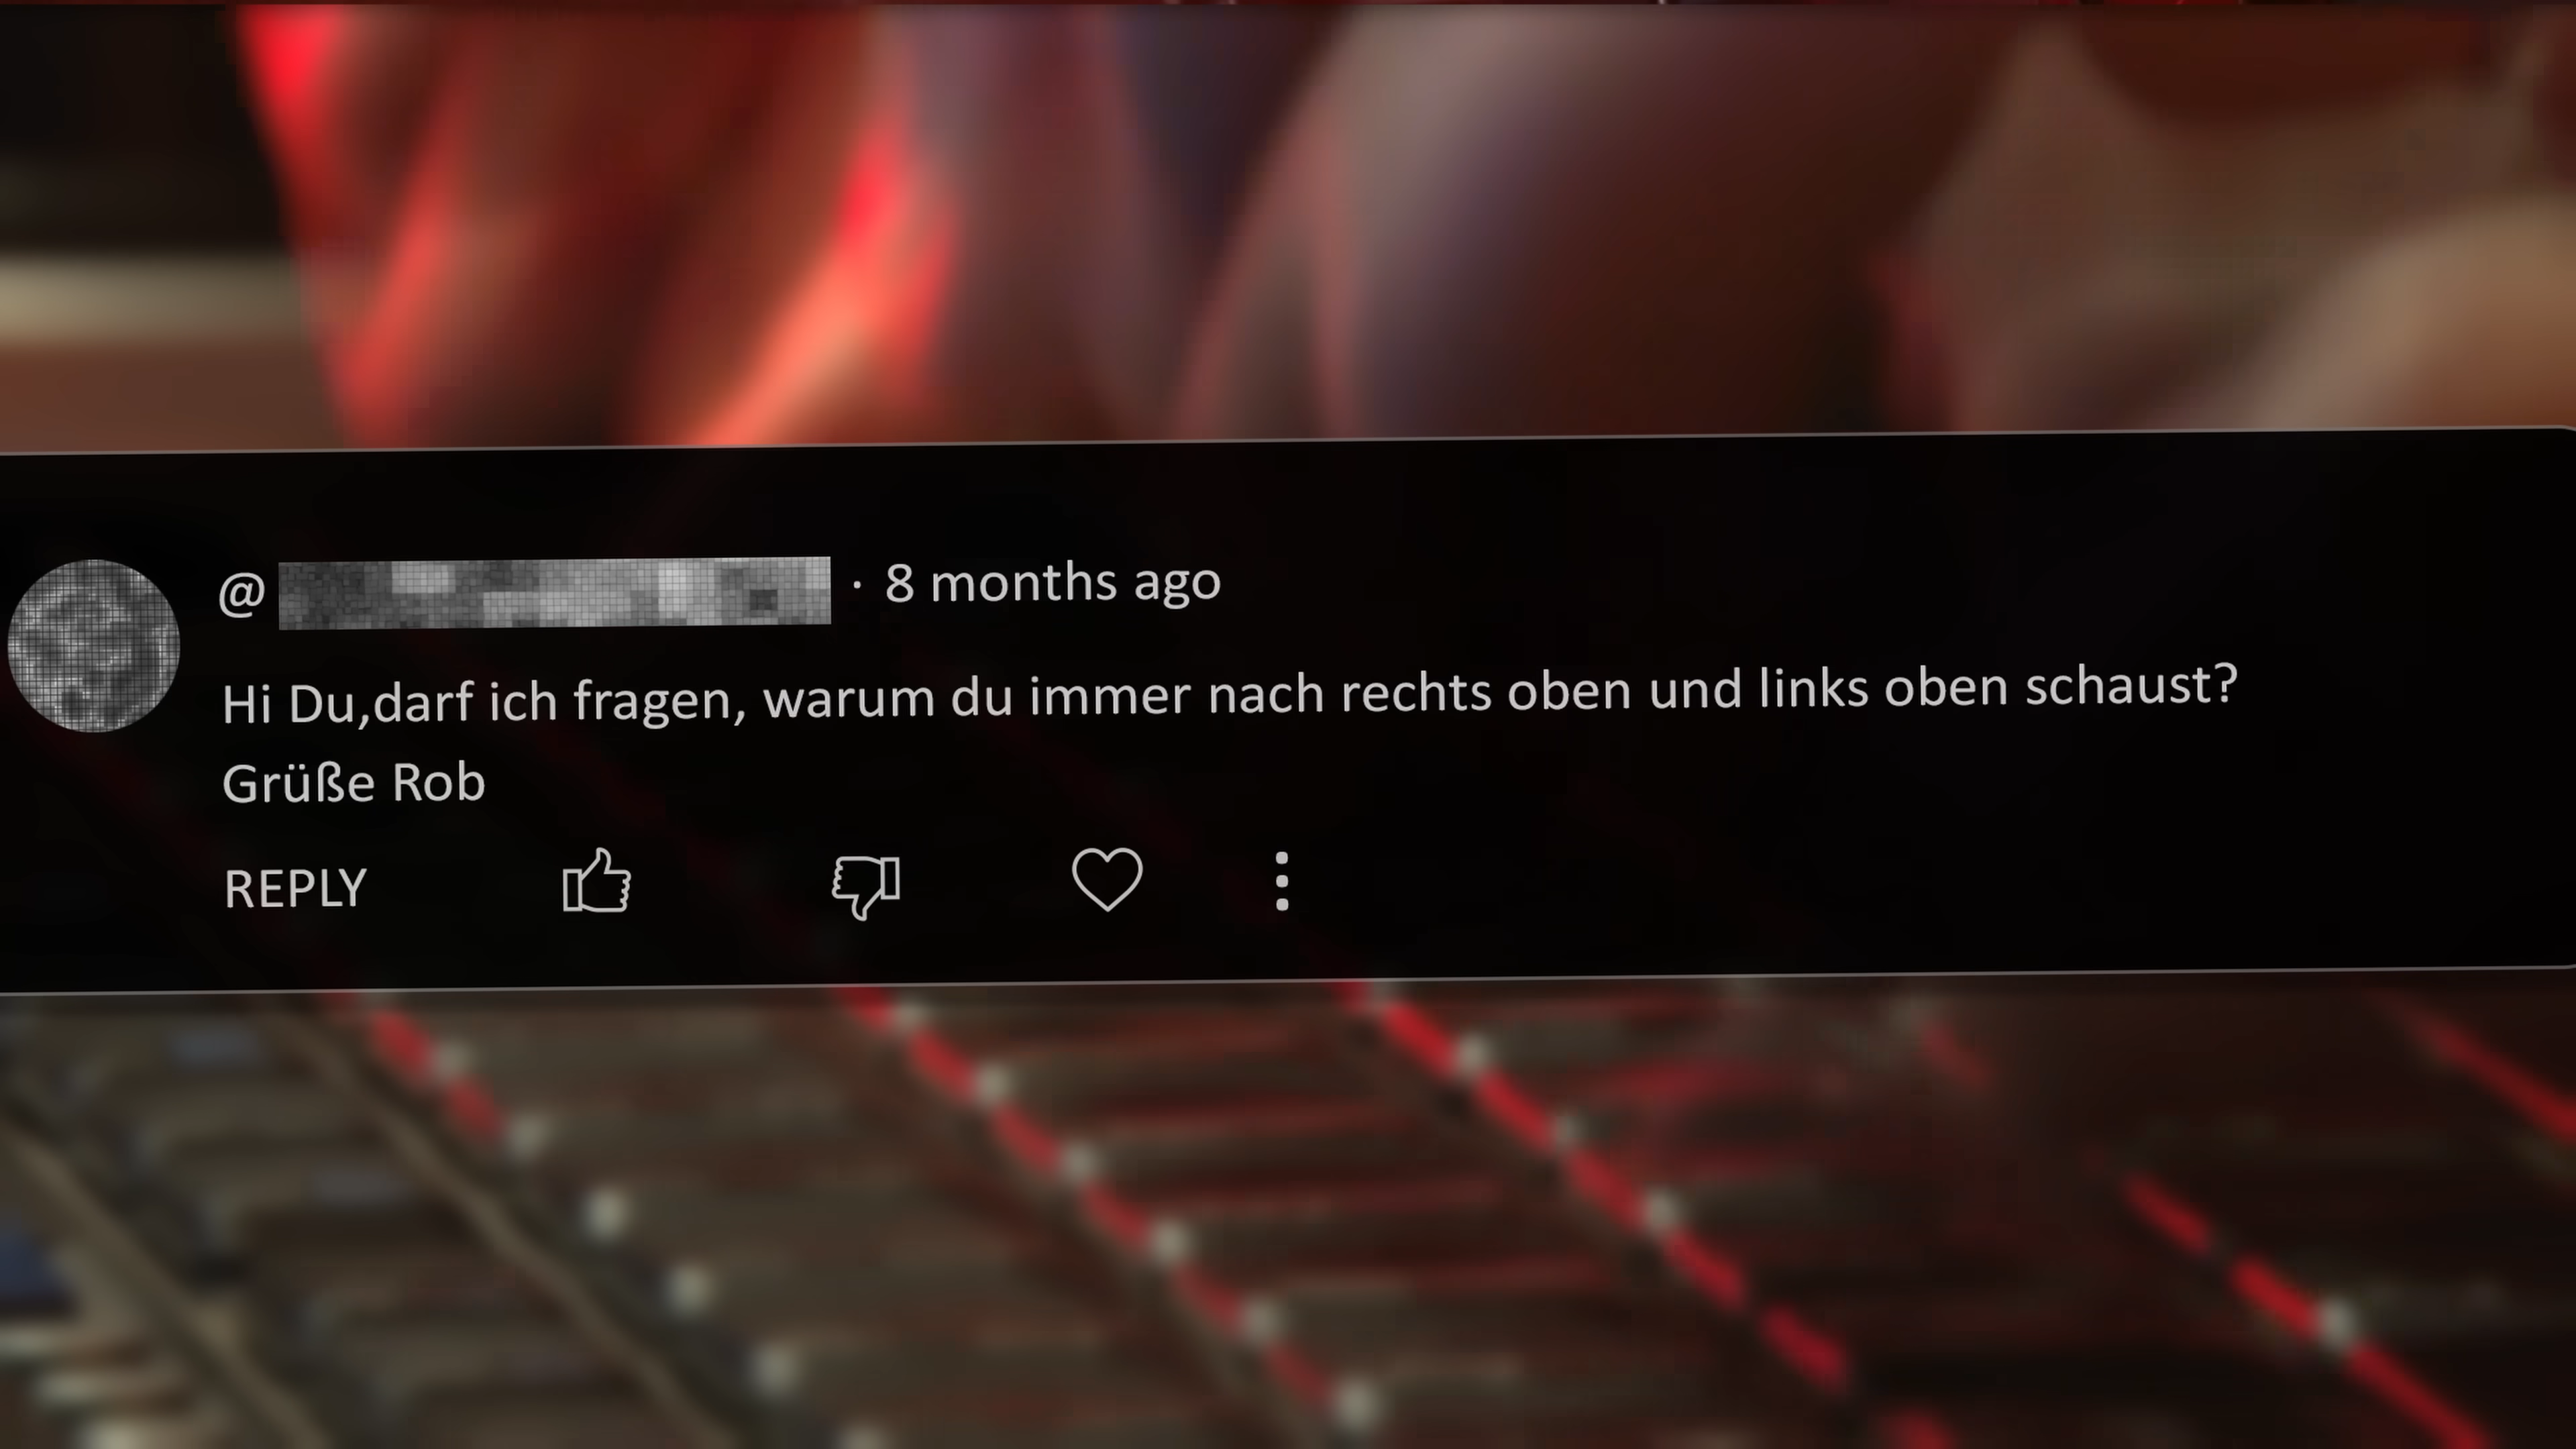 @ · 8 months ago
Hi Du,darf ich fragen, warum du immer nach rechts oben und links oben schaust?
Grüße Rob
REPLY